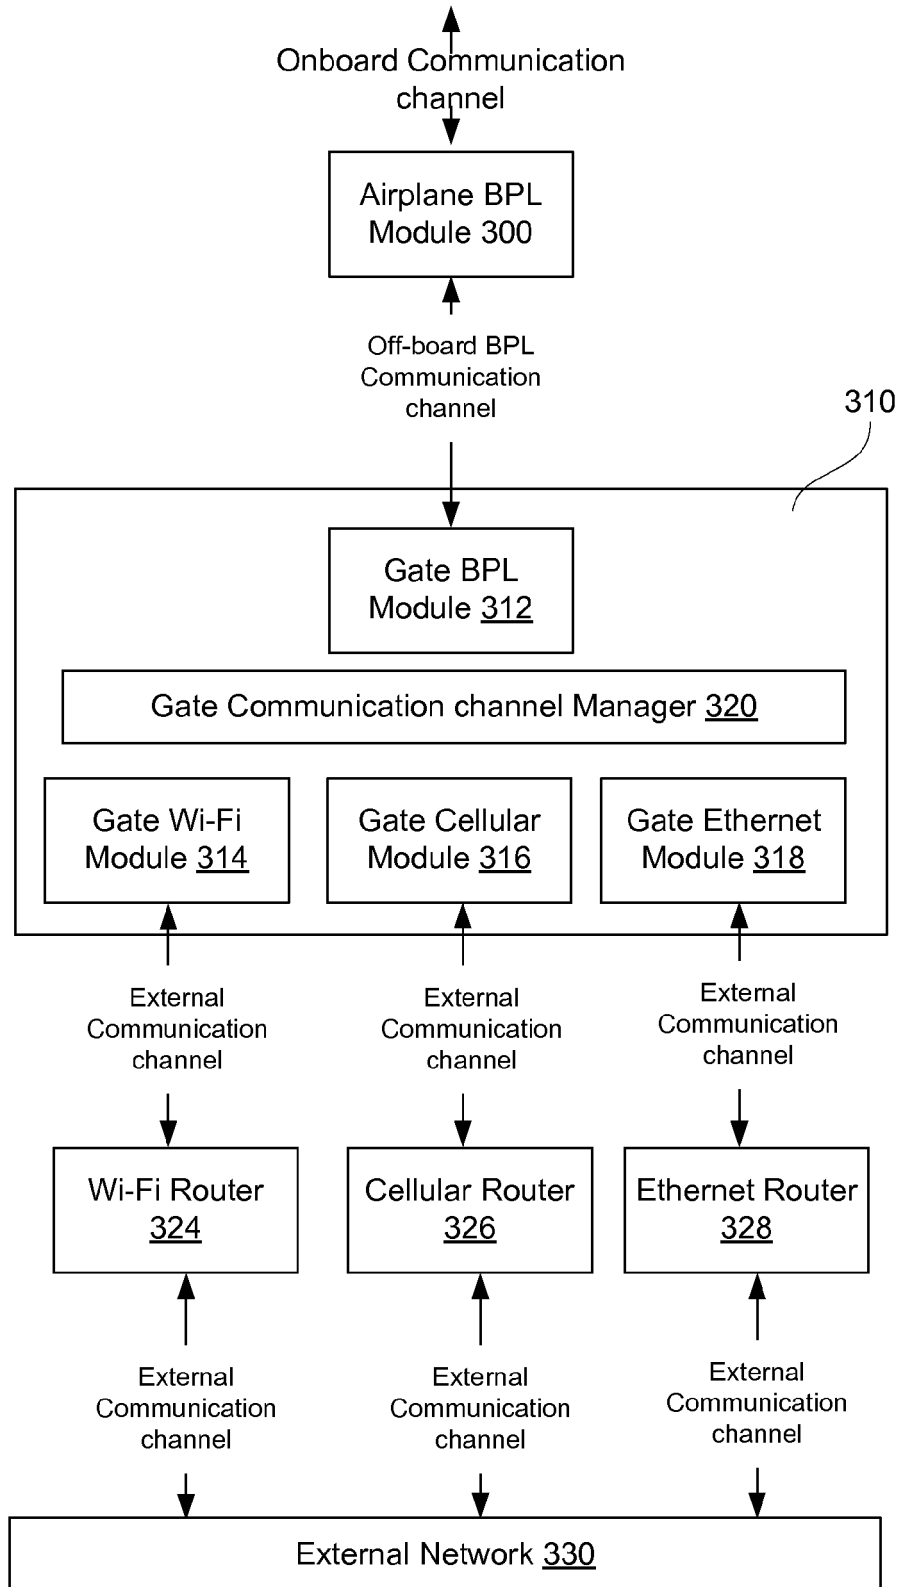 Onboard Communication
channel
Airplane BPL
Module 300
Off-board BPL
Communication
channel
310
Gate BPL
Module 312
Gate Communication channel Manager 320
Gate Wi-Fi
Module 314
Gate Cellular
Module 316
Gate Ethernet
Module 318
External
Communication
channel
External
Communication
channel
External
Communication
channel
Wi-Fi Router
324
Cellular Router
326
Ethernet Router
328
External
Communication
channel
External
Communication
channel
External
Communication
channel
External Network 330